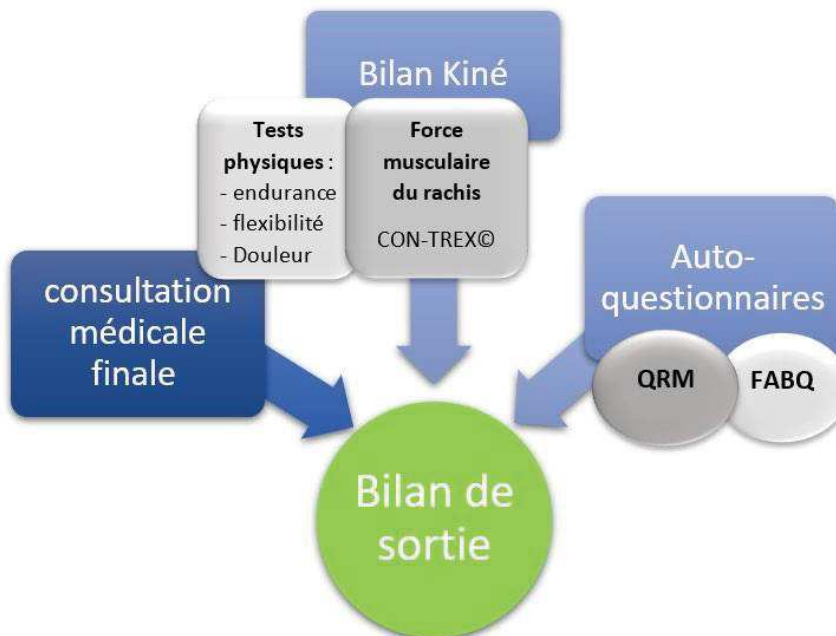 Bilan Kiné
Tests
physiques :
- endurance
- flexibilité
- Douleur
Force
musculaire
du rachis
CON-TREX©
consultation
médicale
finale
Auto-
questionnaires
QRM
FABQ
Bilan de
sortie